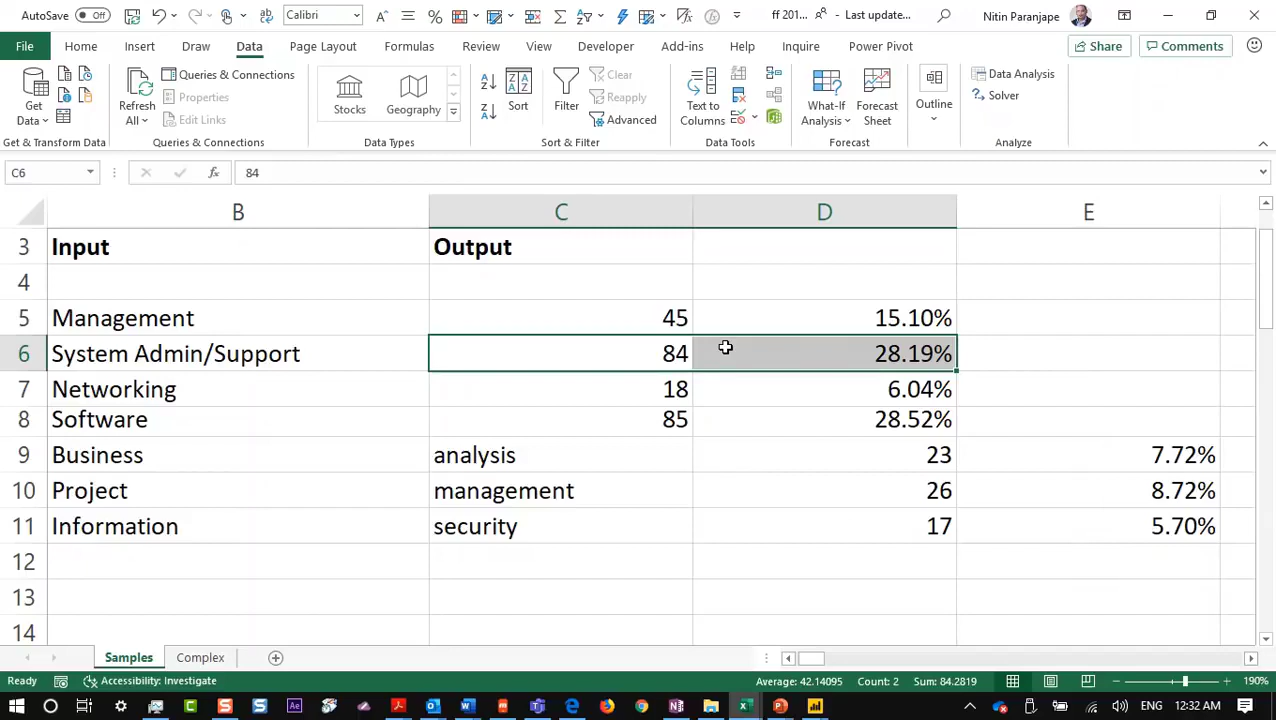 AutoSave Off
Calibri
ff 201... - Last update...
Nitin Paranjape
File Home Insert Draw Data Page Layout Formulas Review View Developer Add-ins Help Inquire Power Pivot Share Comments
Get Data
Refresh All
Queries & Connections
Properties
Edit Links
Stocks
Geography
Sort
Filter
Clear
Reapply
Advanced
Text to Columns
What-If Analysis
Forecast Sheet
Outline
Data Analysis
Solver
Get & Transform Data Queries & Connections Data Types Sort & Filter Data Tools Forecast Analyze
C6 fx 84
B C D E
3 Input Output
4
5 Management 45 15.10%
6 System Admin/Support 84 28.19%
7 Networking 18 6.04%
8 Software 85 28.52%
9 Business analysis 23 7.72%
10 Project management 26 8.72%
11 Information security 17 5.70%
12
13
14
Samples Complex
Ready Accessibility: Investigate Average: 42.14095 Count: 2 Sum: 84.2819 190%
12:32 AM